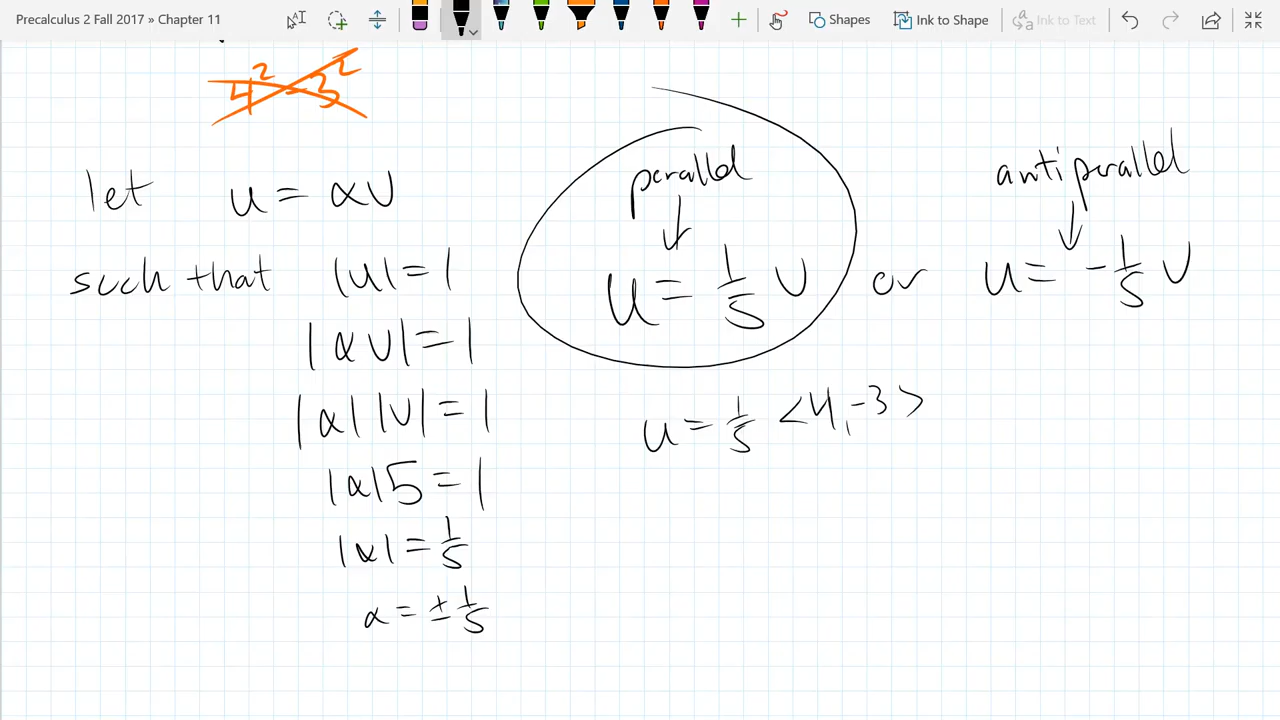 Precalculus 2 Fall 2017 » Chapter 11
Shapes
Ink to Shape
Ink to Text
4² - 3²
let u = αv
such that |u| = 1
|αv| = 1
|α| |v| = 1
|α| 5 = 1
|α| = 1/5
α = ± 1/5
parallel
↓
u = 1/5 v or
antiparallel
↓
u = - 1/5 v
u = 1/5 <4, -3>